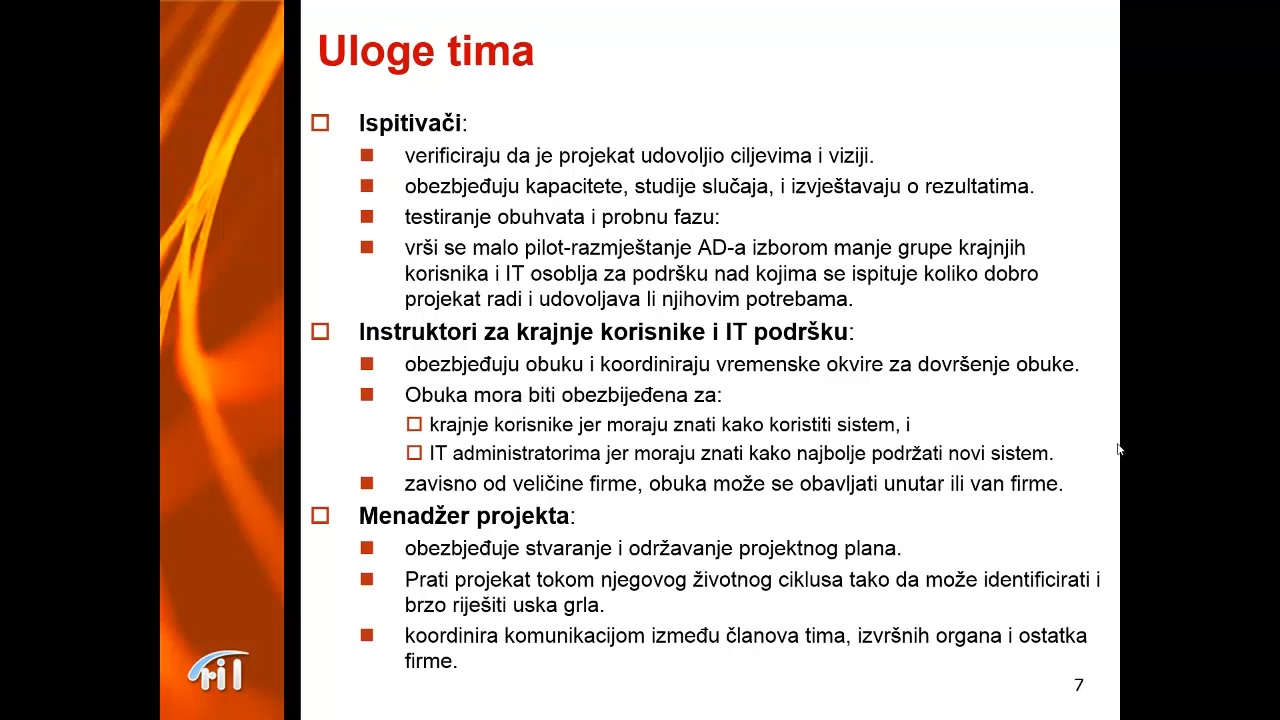 Uloge tima
Ispitivači:
verificiraju da je projekat udovoljio ciljevima i viziji.
obezbjeđuju kapacitete, studije slučaja, i izvještavaju o rezultatima.
testiranje obuhvata i probnu fazu:
vrši se malo pilot-razmještanje AD-a izborom manje grupe krajnjih
korisnika i IT osoblja za podršku nad kojima se ispituje koliko dobro
projekat radi i udovoljava li njihovim potrebama.
Instruktori za krajnje korisnike i IT podršku:
obezbjeđuju obuku i koordiniraju vremenske okvire za dovršenje obuke.
Obuka mora biti obezbijeđena za:
krajnje korisnike jer moraju znati kako koristiti sistem, i
IT administratorima jer moraju znati kako najbolje podržati novi sistem.
zavisno od veličine firme, obuka može se obavljati unutar ili van firme.
Menadžer projekta:
obezbjeđuje stvaranje i održavanje projektnog plana.
Prati projekat tokom njegovog životnog ciklusa tako da može identificirati i
brzo riješiti uska grla.
koordinira komunikacijom između članova tima, izvršnih organa i ostatka
firme.
ril
7